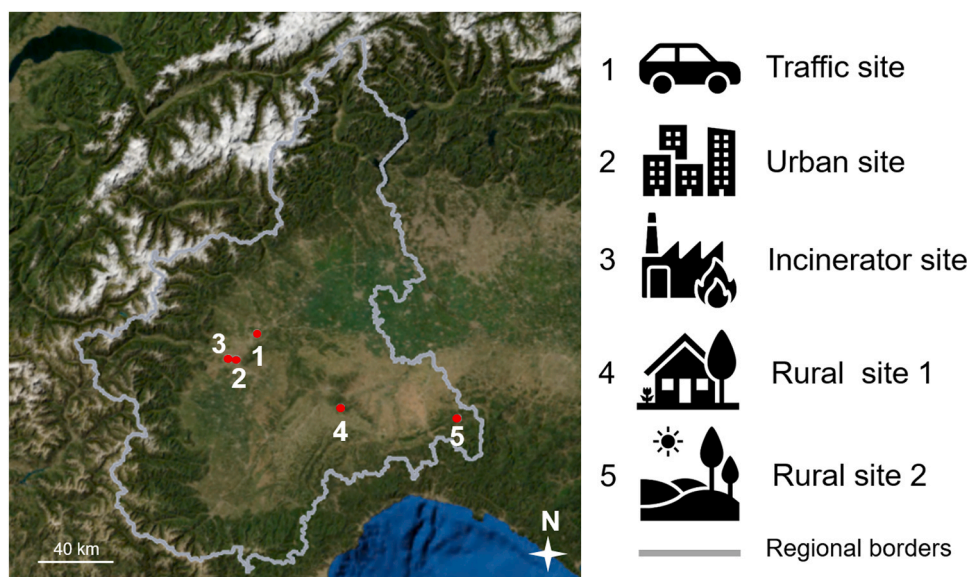 3
1
2
4
5
40 km
N
1 Traffic site
2 Urban site
3 Incinerator site
4 Rural site 1
5 Rural site 2
Regional borders